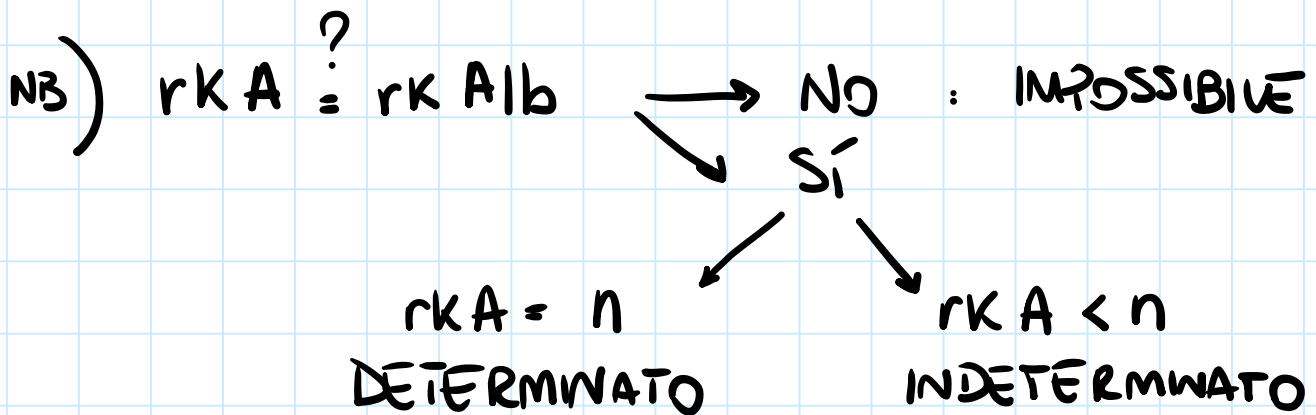 NB) rk A ?= rk A|b → NO : IMPOSSIBILE
SÍ
rk A = n rk A < n
DETERMINATO INDETERMINATO